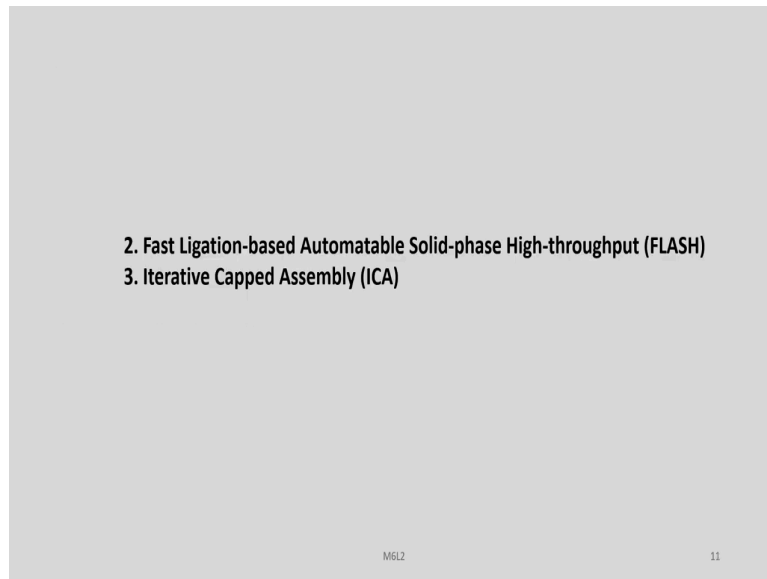 2. Fast Ligation-based Automatable Solid-phase High-throughput (FLASH)
3. Iterative Capped Assembly (ICA)
M6L2
11